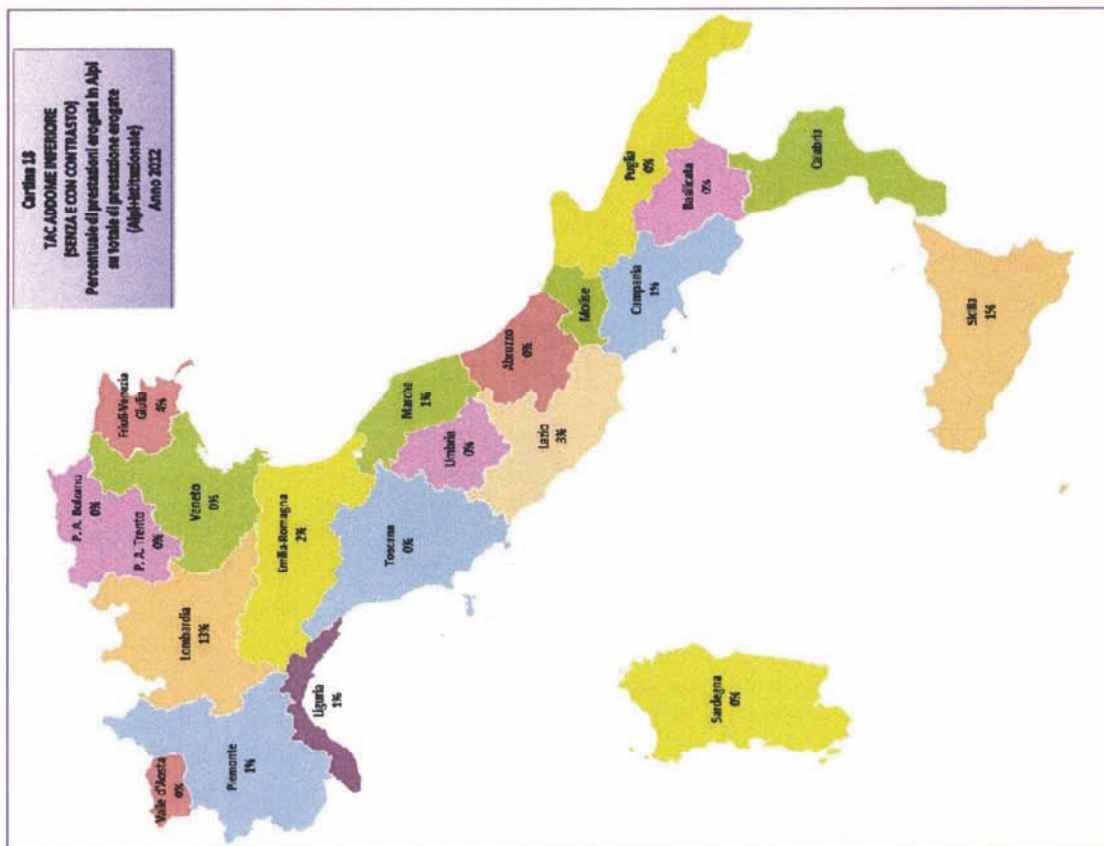 Cartina 18
TAC ADDOME INFERIORE
(SENZA E CON CONTRASTO)
Percentuale di prestazioni erogate in Alpi
su totale di prestazione erogate
(Alpi+Istituzionale)
Anno 2012
P. A. Bolzano
0%
Friuli-Venezia
Giulia
4%
P. A. Trento
0%
Veneto
0%
Valle d'Aosta
0%
Lombardia
13%
Piemonte
1%
Emilia-Romagna
2%
Liguria
1%
Toscana
0%
Marche
1%
Umbria
0%
Lazio
3%
Abruzzo
0%
Molise
Campania
1%
Puglia
0%
Basilicata
0%
Calabria
Sicilia
1%
Sardegna
0%